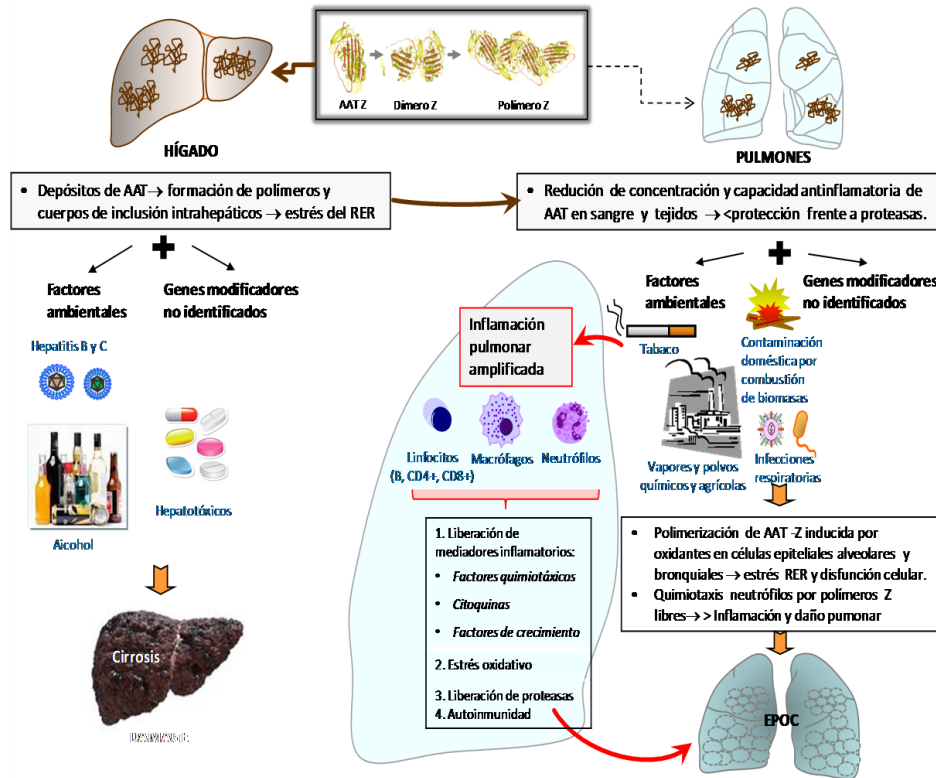 AAT Z
Dímero Z
Polímero Z
HÍGADO
PULMONES
• Depósitos de AAT→ formación de polímeros y
cuerpos de inclusión intrahepáticos → estrés del RER
• Redución de concentración y capacidad antinflamatoria de
AAT en sangre y tejidos → <protección frente a proteasas.
Factores
ambientales
Genes modificadores
no identificados
Hepatitis B y C
Hepatotóxicos
Alcohol
Cirrosis
Factores
ambientales
Genes modificadores
no identificados
Tabaco
Contaminación
doméstica por
combustión
de biomasas
Vapores y polvos
químicos y agrícolas
Infecciones
respiratorias
Inflamación
pulmonar
amplificada
Linfocitos
(B, CD4+, CD8+)
Macrófagos
Neutrófilos
1. Liberación de
mediadores inflamatorios:
• Factores quimiotáxicos
• Citoquinas
• Factores de crecimiento
2. Estrés oxidativo
3. Liberación de proteasas
4. Autoinmunidad
• Polimerización de AAT -Z inducida por
oxidantes en células epiteliales alveolares y
bronquiales → estrés RER y disfunción celular.
• Quimiotaxis neutrófilos por polímeros Z
libres→ > Inflamación y daño pulmonar
EPOC